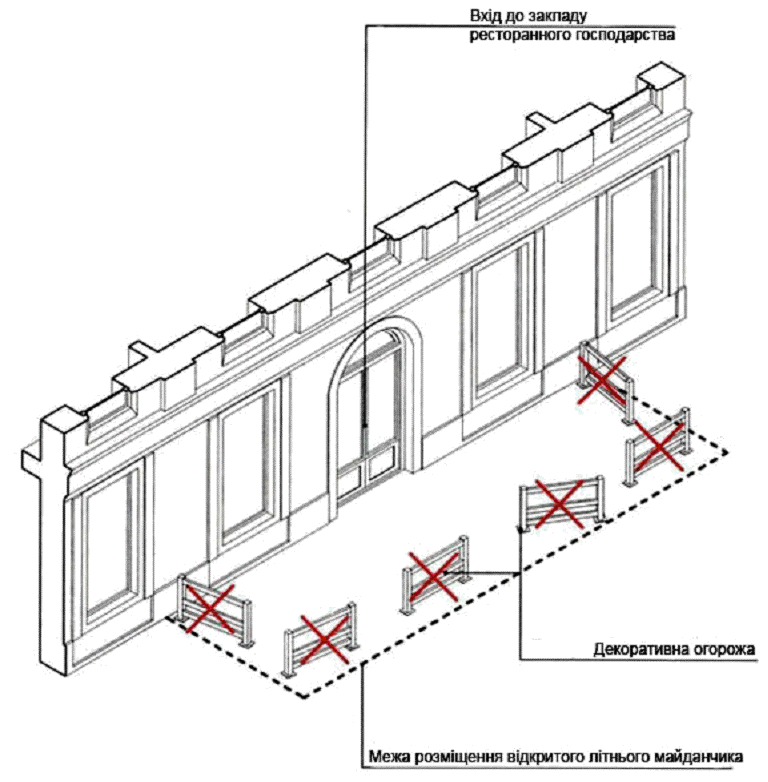 Вхід до закладу
ресторанного господарства
Декоративна огорожа
Межа розміщення відкритого літнього майданчика